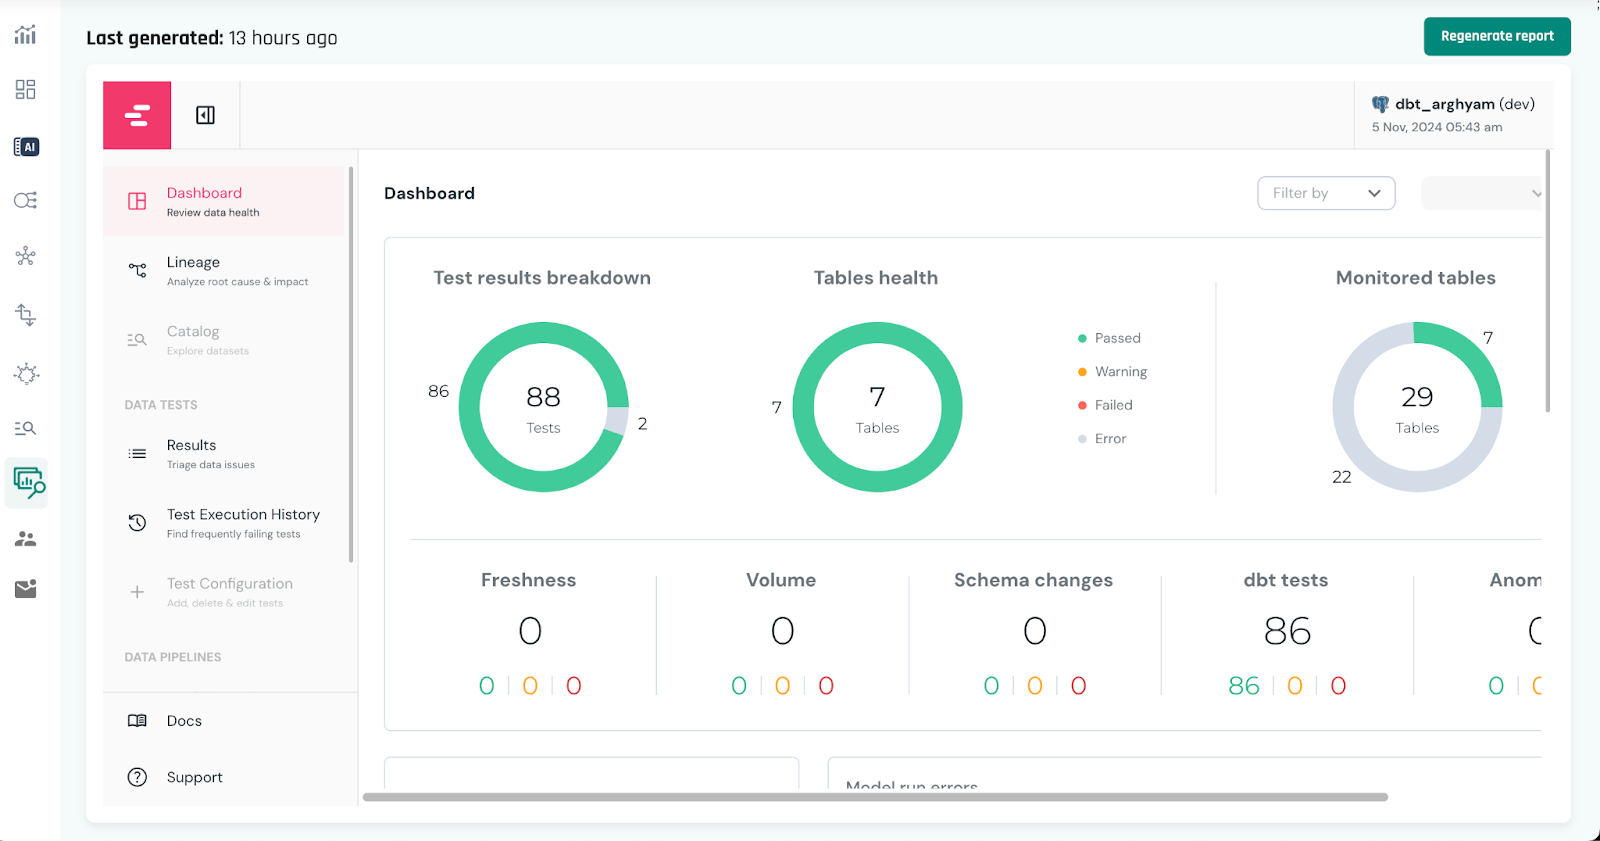 Last generated: 13 hours ago
Regenerate report
AI
dbt_arghyam (dev)
5 Nov, 2024 05:43 am
Dashboard
Review data health
Lineage
Analyze root cause & impact
Catalog
Explore datasets
DATA TESTS
Results
Triage data issues
Test Execution History
Find frequently failing tests
Test Configuration
Add, delete & edit tests
DATA PIPELINES
Docs
Support
Dashboard
Filter by
Test results breakdown
86
88
Tests
2
Tables health
7
7
Tables
Passed
Warning
Failed
Error
Monitored tables
7
29
Tables
22
Freshness
0
0 0 0
Volume
0
0 0 0
Schema changes
0
0 0 0
dbt tests
86
86 0 0
Anom
0
0 0
Model run errors